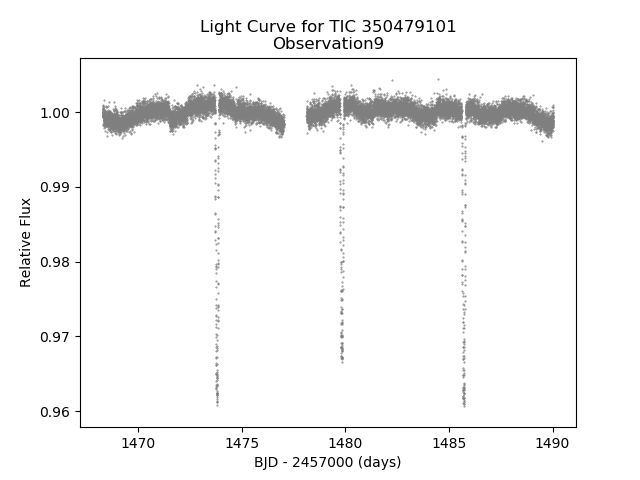 Light Curve for TIC 350479101
Observation9
1.00
0.99
0.98
0.97
0.96
Relative Flux
1470
1475
1480
1485
1490
BJD - 2457000 (days)